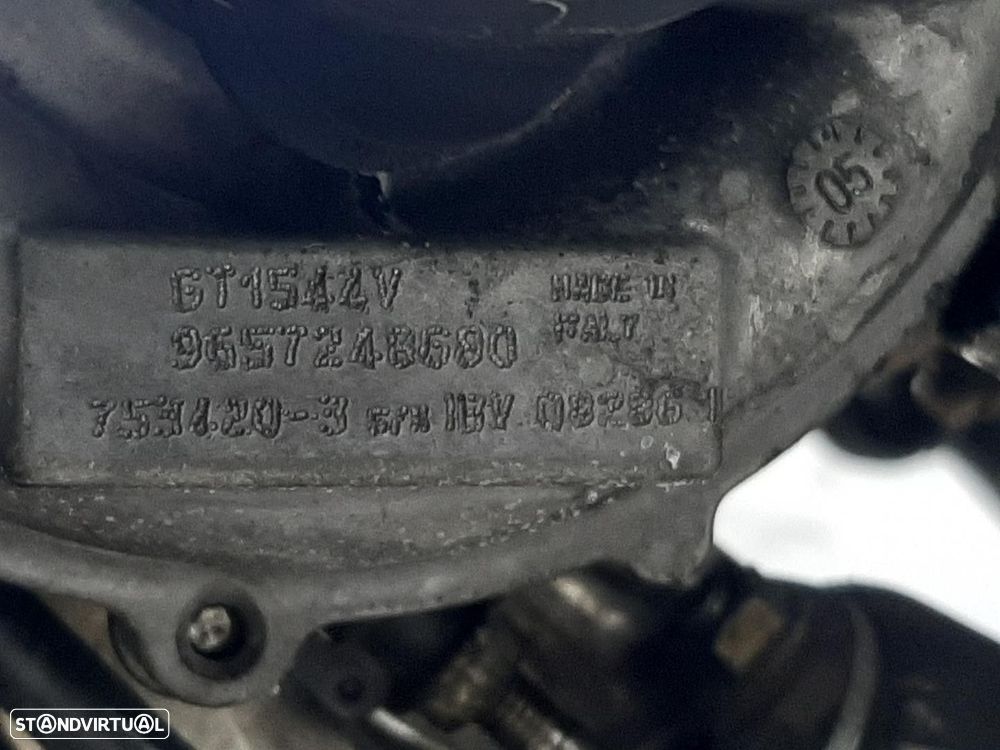 05
GT1544V
MADE IN
ITALY
9657248680
753420-3 S/N
STANDVIRTUAL